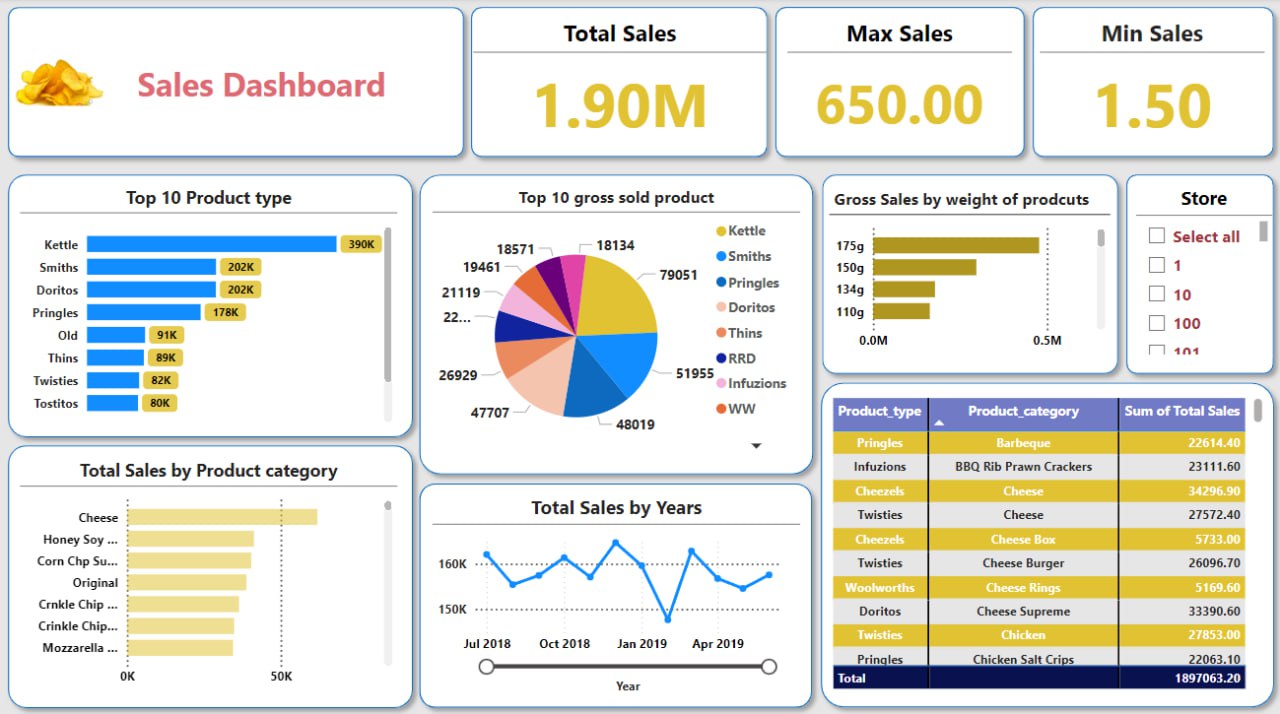 Sales Dashboard
Total Sales
1.90M
Max Sales
650.00
Min Sales
1.50
Top 10 Product type
Kettle 390K
Smiths 202K
Doritos 202K
Pringles 178K
Old 91K
Thins 89K
Twisties 82K
Tostitos 80K
Top 10 gross sold product
18571
18134
19461
79051
21119
22...
51955
26929
47707
48019
Kettle
Smiths
Pringles
Doritos
Thins
RRD
Infuzions
WW
Gross Sales by weight of prodcuts
175g
150g
134g
110g
0.0M 0.5M
Store
Select all
1
10
100
101
Total Sales by Product category
Cheese
Honey Soy ...
Corn Chp Su...
Original
Crnkle Chip ...
Crinkle Chip...
Mozzarella ...
0K 50K
Total Sales by Years
160K
150K
Jul 2018 Oct 2018 Jan 2019 Apr 2019
Year
Product_type Product_category Sum of Total Sales
Pringles Barbeque 22614.40
Infuzions BBQ Rib Prawn Crackers 23111.60
Cheezels Cheese 34296.90
Twisties Cheese 27572.40
Cheezels Cheese Box 5733.00
Twisties Cheese Burger 26096.70
Woolworths Cheese Rings 5169.60
Doritos Cheese Supreme 33390.60
Twisties Chicken 27853.00
Pringles Chicken Salt Crips 22063.10
Total 1897063.20